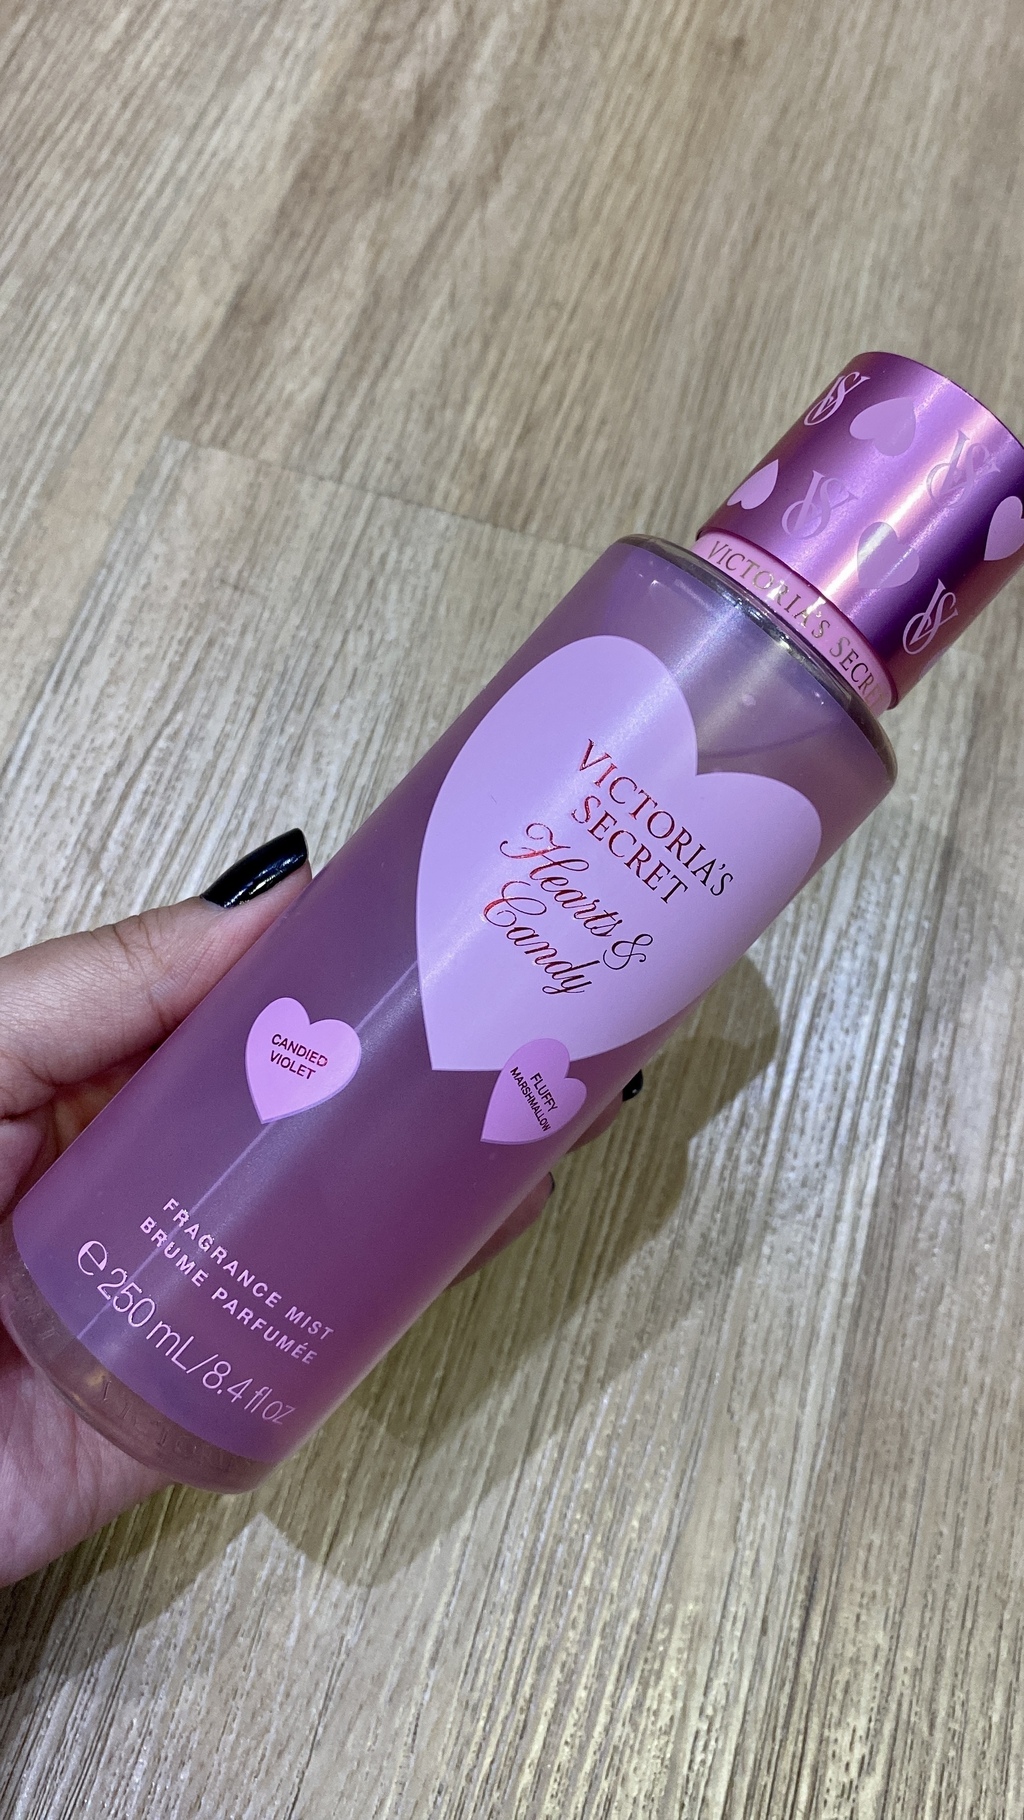 VICTORIA'S SECRET
VICTORIA'S
SECRET
Hearts &
Candy
CANDIED
VIOLET
FLUFFY
MARSHMALLOW
FRAGRANCE MIST
BRUME PARFUMÉE
℮ 250 mL/8.4 fl oz